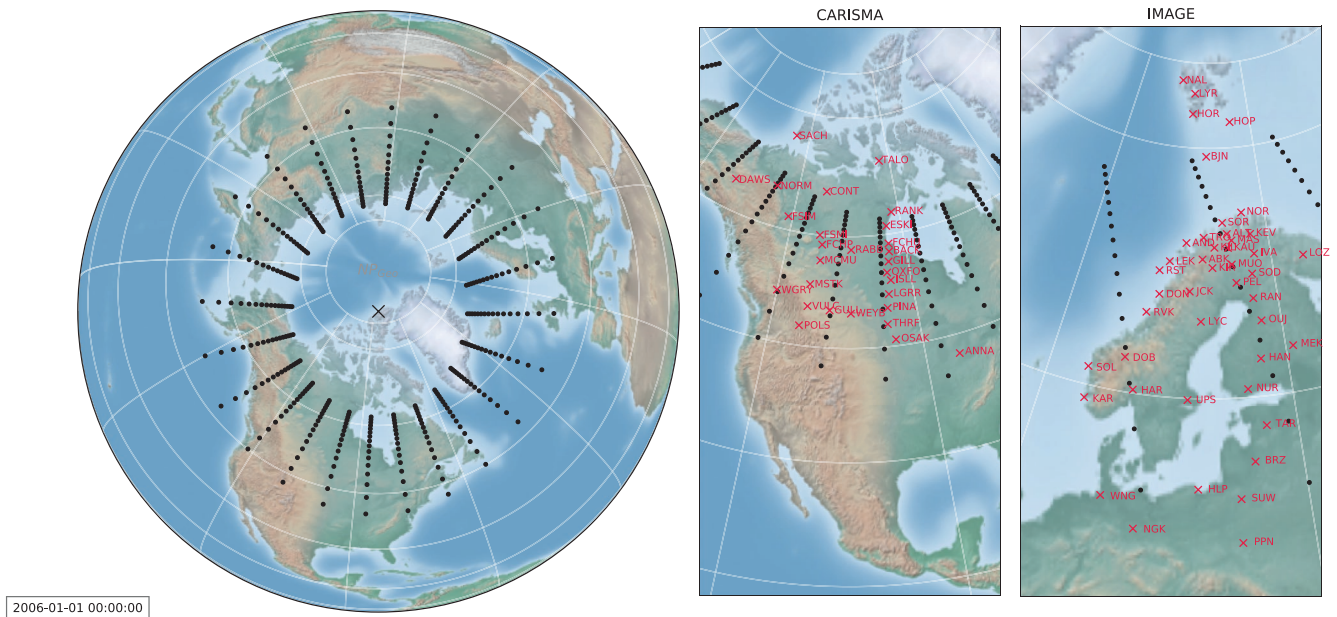 CARISMA
IMAGE
SACH
TALO
DAWS
NORM
CONT
FSIM
RANK
ESKI
FSMI
FCHP
RABB
FCHU
BACK
MCMU
GILL
OXFO
ISLL
MSTK
WGRY
LGRR
VULC
GULL
WEYB
PINA
POLS
THRF
OSAK
ANNA
NAL
LYR
HOR
HOP
BJN
NOR
SOR
KEV
TRO
ALT
MAS
AND
KIL
KAU
IVA
LOZ
LEK
ABK
MUO
RST
KIR
SOD
PEL
DON
JCK
RAN
RVK
LYC
OUJ
MEK
DOB
HAN
SOL
HAR
NUR
KAR
UPS
TAR
BRZ
WNG
HLP
SUW
NGK
PPN
2006-01-01 00:00:00